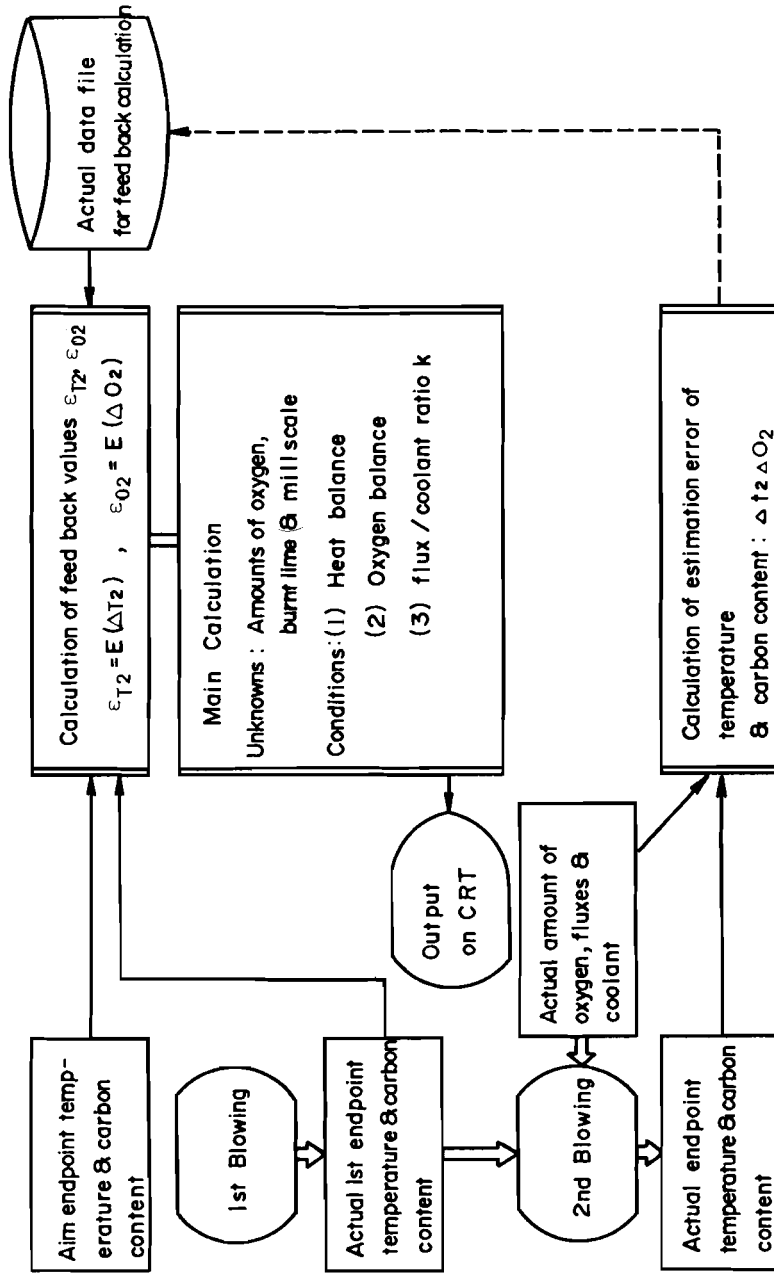 Aim endpoint temp-
erature & carbon
content
1st Blowing
Actual 1st endpoint
temperature & carbon
content
2nd Blowing
Actual endpoint
temperature & carbon
content
Actual amount of
oxygen, fluxes &
coolant
Output
on CRT
Calculation of feed back values εT2, εO2
εT2 = E (ΔT2) , εO2 = E (ΔO2)
Main Calculation
Unknowns : Amounts of oxygen,
burnt lime & mill scale
Conditions: (1) Heat balance
(2) Oxygen balance
(3) flux / coolant ratio k
Calculation of estimation error of
temperature
& carbon content : Δt2 ΔO2
Actual data file
for feed back calculation